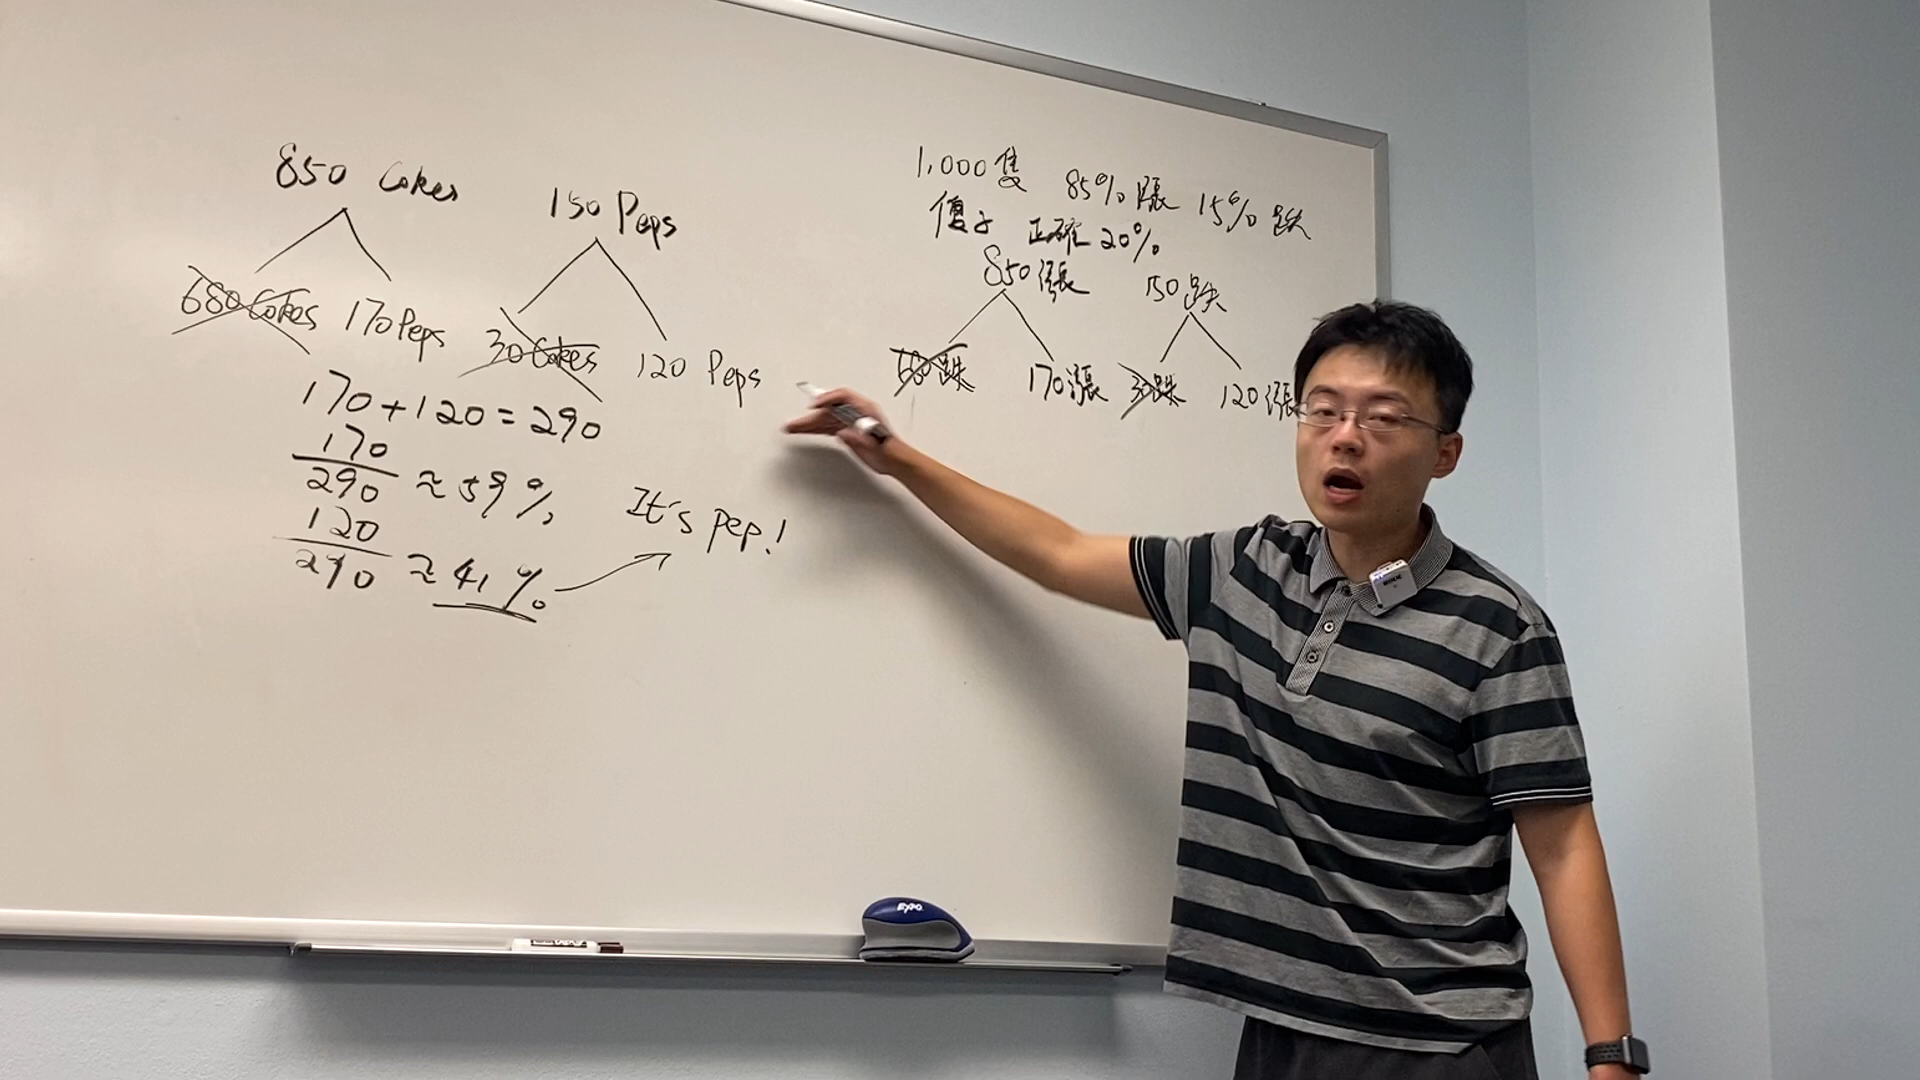 850 Cokes
150 Peps
680 Cokes 170 Peps
30 Cokes 120 Peps
170+120=290
170
290 ≈ 59%
120
290 ≈ 41%
It's Pep!
1,000隻 85%漲 15%跌
傻子 正確 20%
850漲 150跌
跌 170漲 30跌 120漲
EXPO